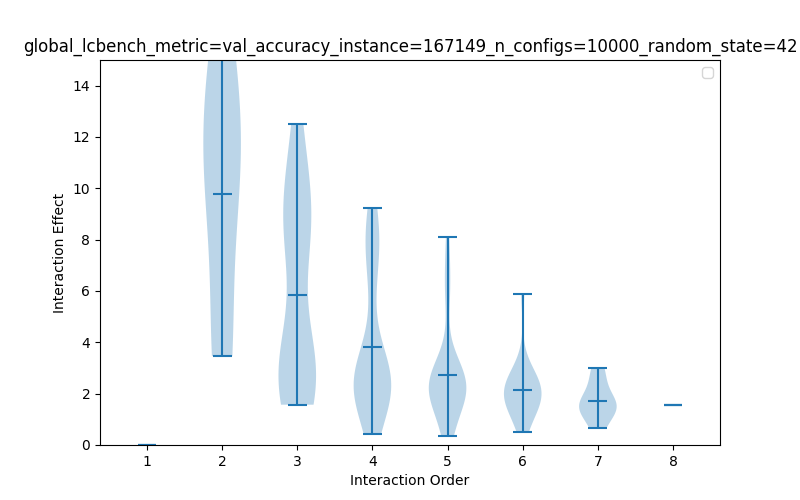 global_lcbench_metric=val_accuracy_instance=167149_n_configs=10000_random_state=42
14
12
10
8
6
4
2
0
Interaction Effect
1 2 3 4 5 6 7 8
Interaction Order